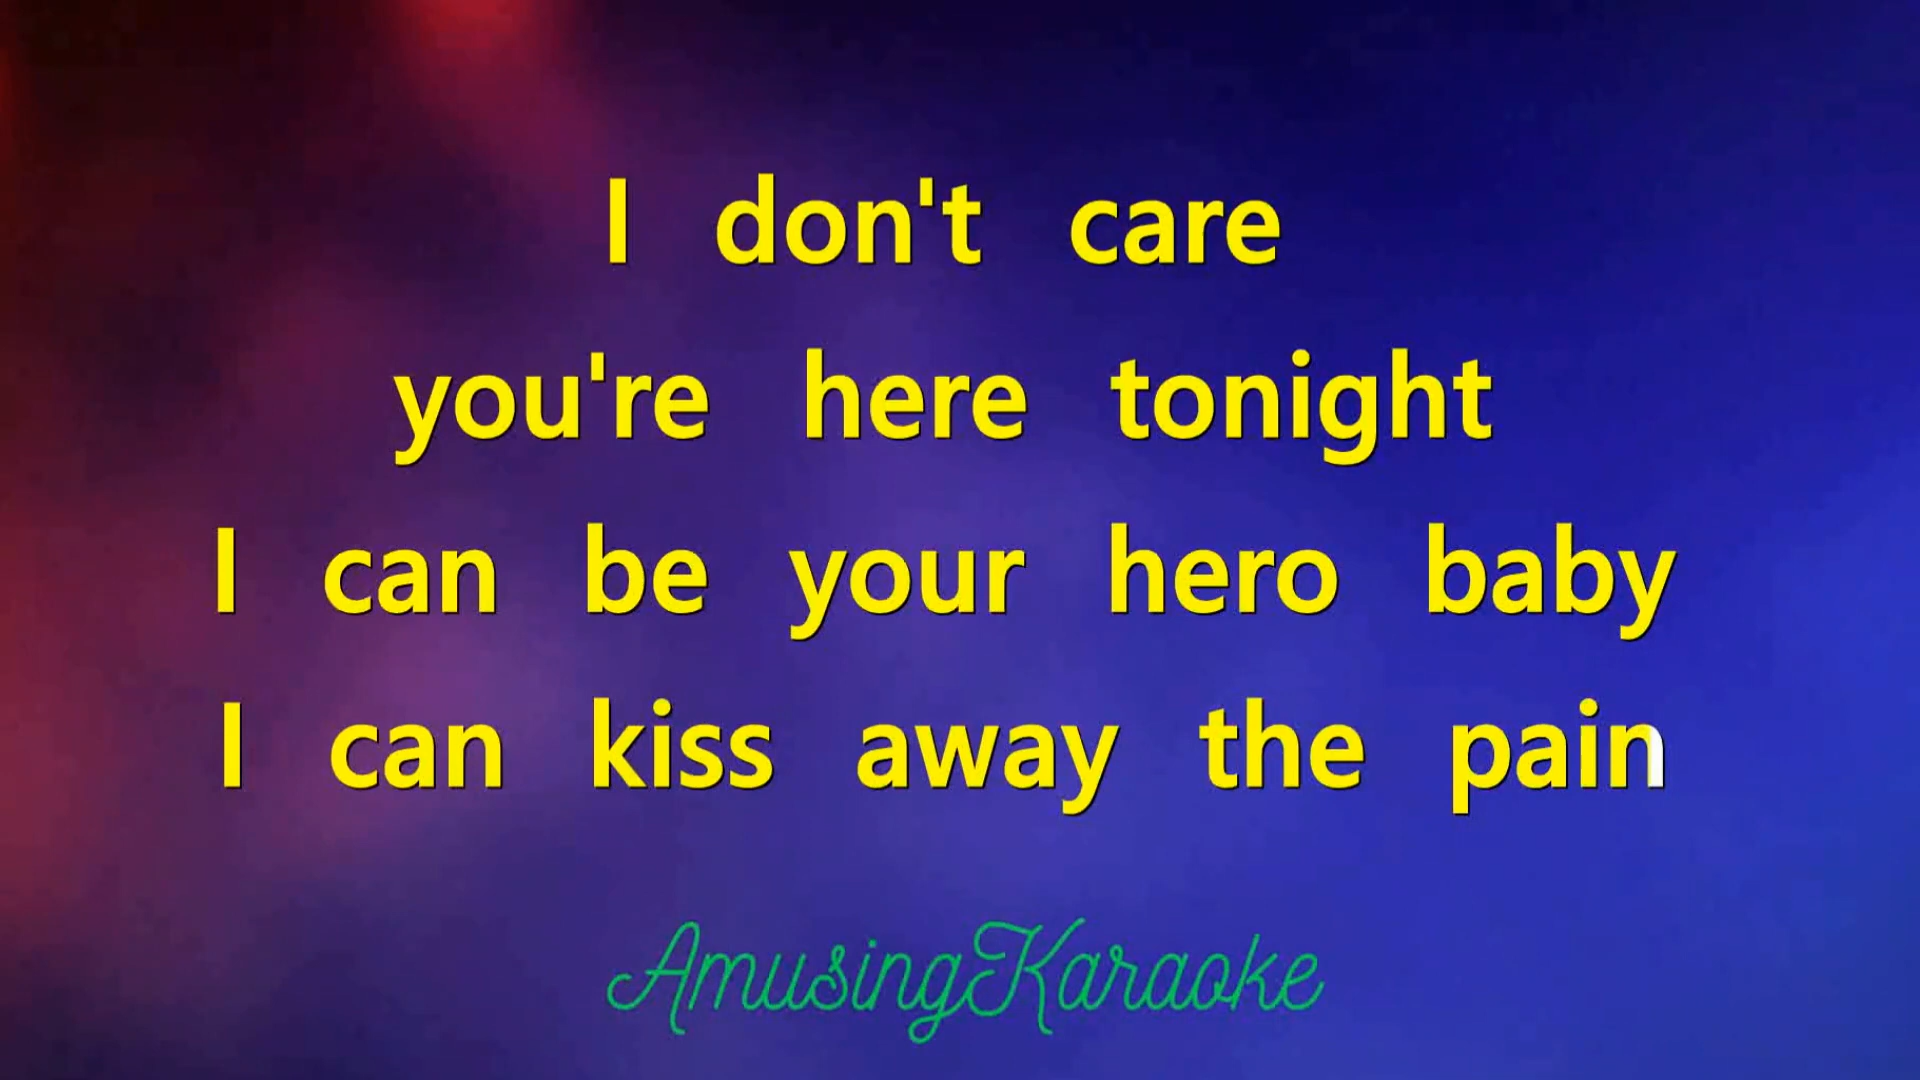 I don't care
you're here tonight
I can be your hero baby
I can kiss away the pain
AmusingKaraoke